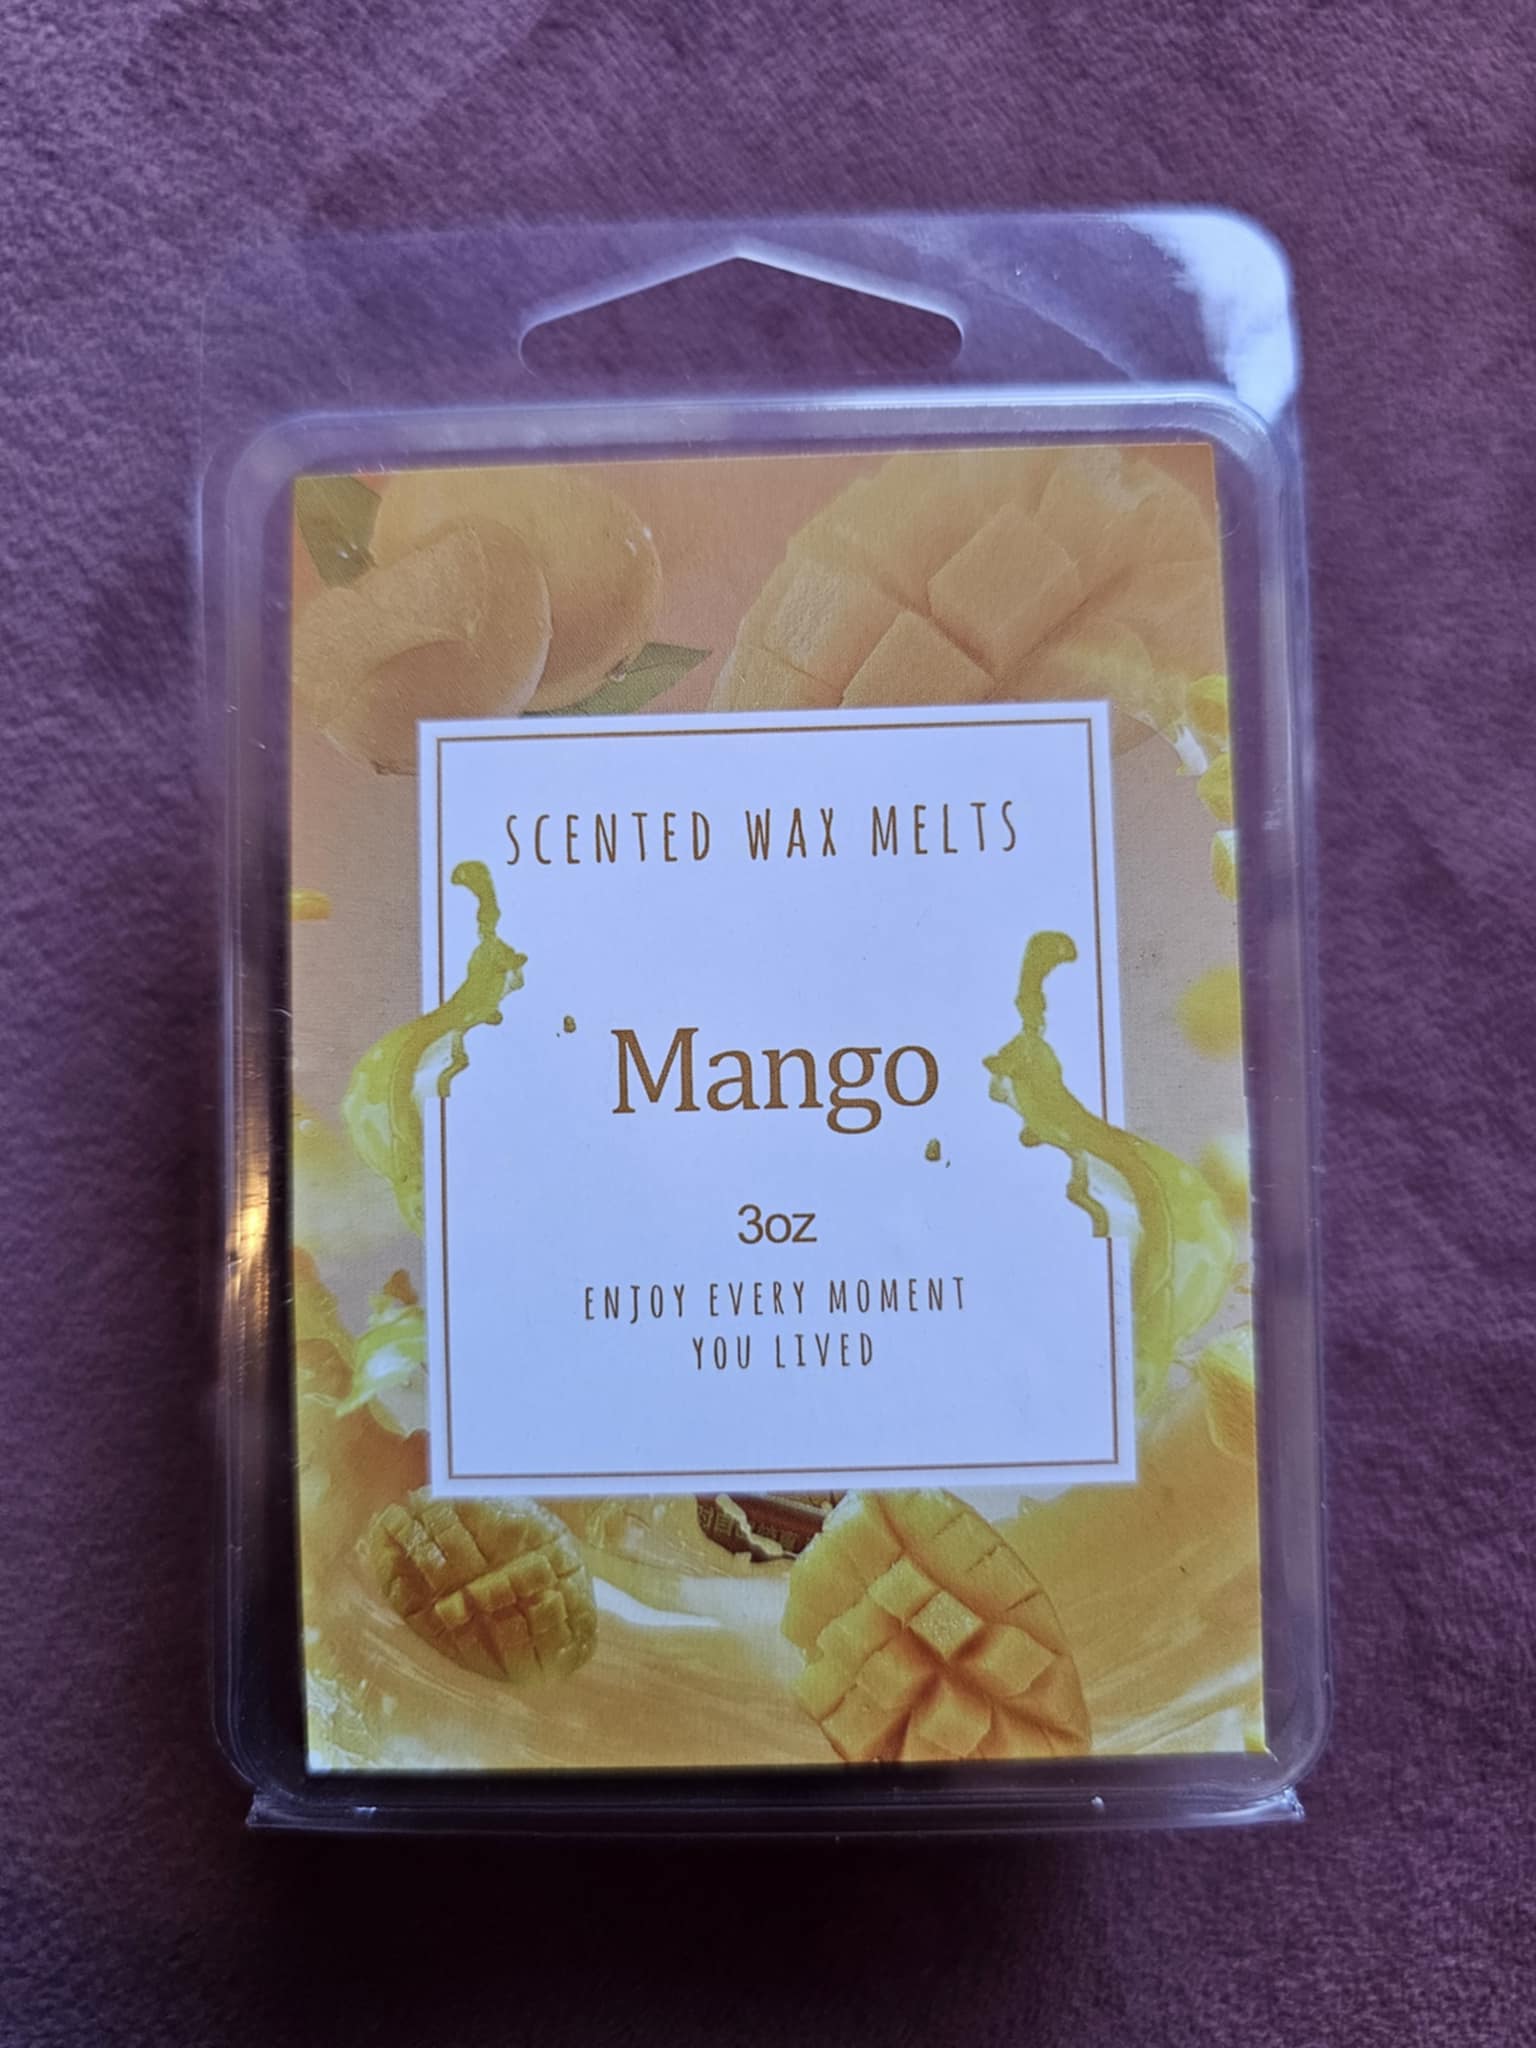 SCENTED WAX MELTS
Mango
3oz
ENJOY EVERY MOMENT
YOU LIVED